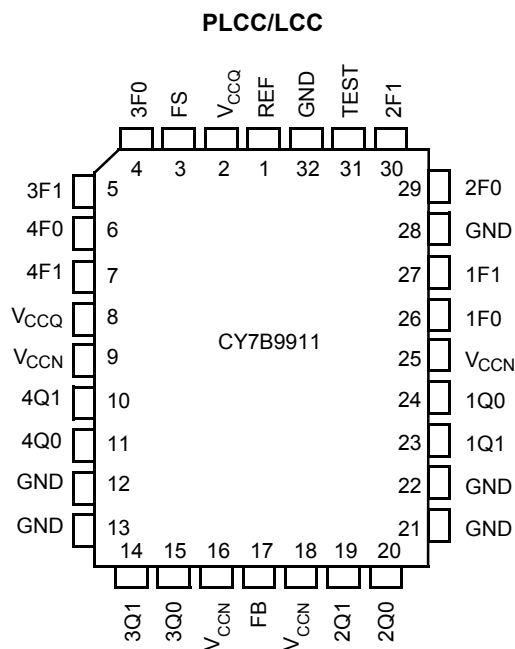 PLCC/LCC
3F0
FS
VCCQ
REF
GND
TEST
2F1
4
3
2
1
32
31
30
3F1
5
29
2F0
4F0
6
28
GND
4F1
7
27
1F1
VCCQ
8
26
1F0
VCCN
9
CY7B9911
25
VCCN
4Q1
10
24
1Q0
4Q0
11
23
1Q1
GND
12
22
GND
GND
13
21
GND
14
15
16
17
18
19
20
3Q1
3Q0
VCCN
FB
VCCN
2Q1
2Q0